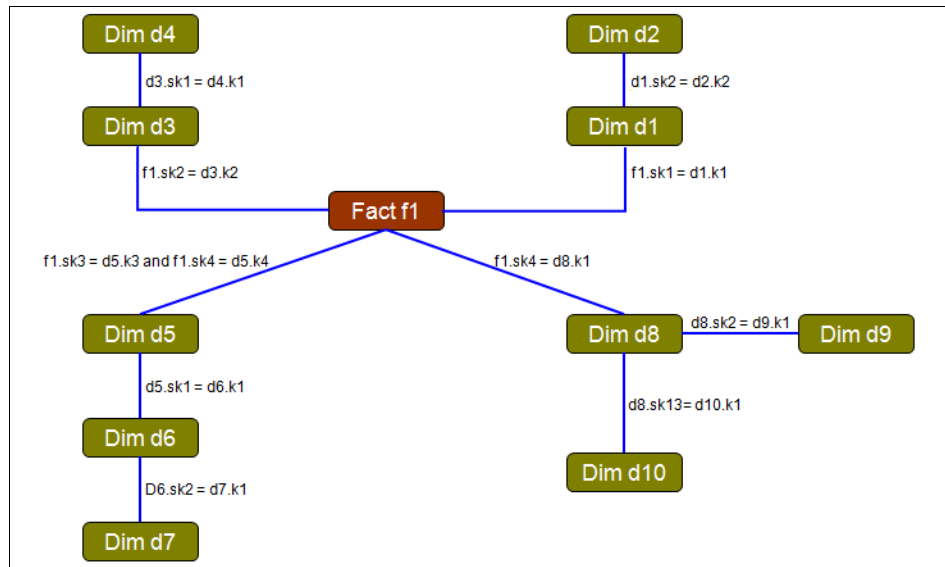 Dim d4
Dim d2
d3.sk1 = d4.k1
d1.sk2 = d2.k2
Dim d3
Dim d1
f1.sk2 = d3.k2
f1.sk1 = d1.k1
Fact f1
f1.sk3 = d5.k3 and f1.sk4 = d5.k4
f1.sk4 = d8.k1
Dim d5
Dim d8
d8.sk2 = d9.k1
Dim d9
d5.sk1 = d6.k1
d8.sk13= d10.k1
Dim d6
Dim d10
D6.sk2 = d7.k1
Dim d7